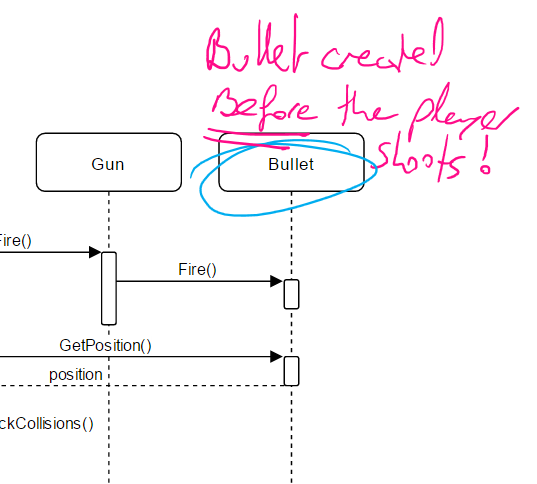 Bullet created
Before the player
shoots!
Gun
Bullet
Fire()
Fire()
GetPosition()
position
ckCollisions()